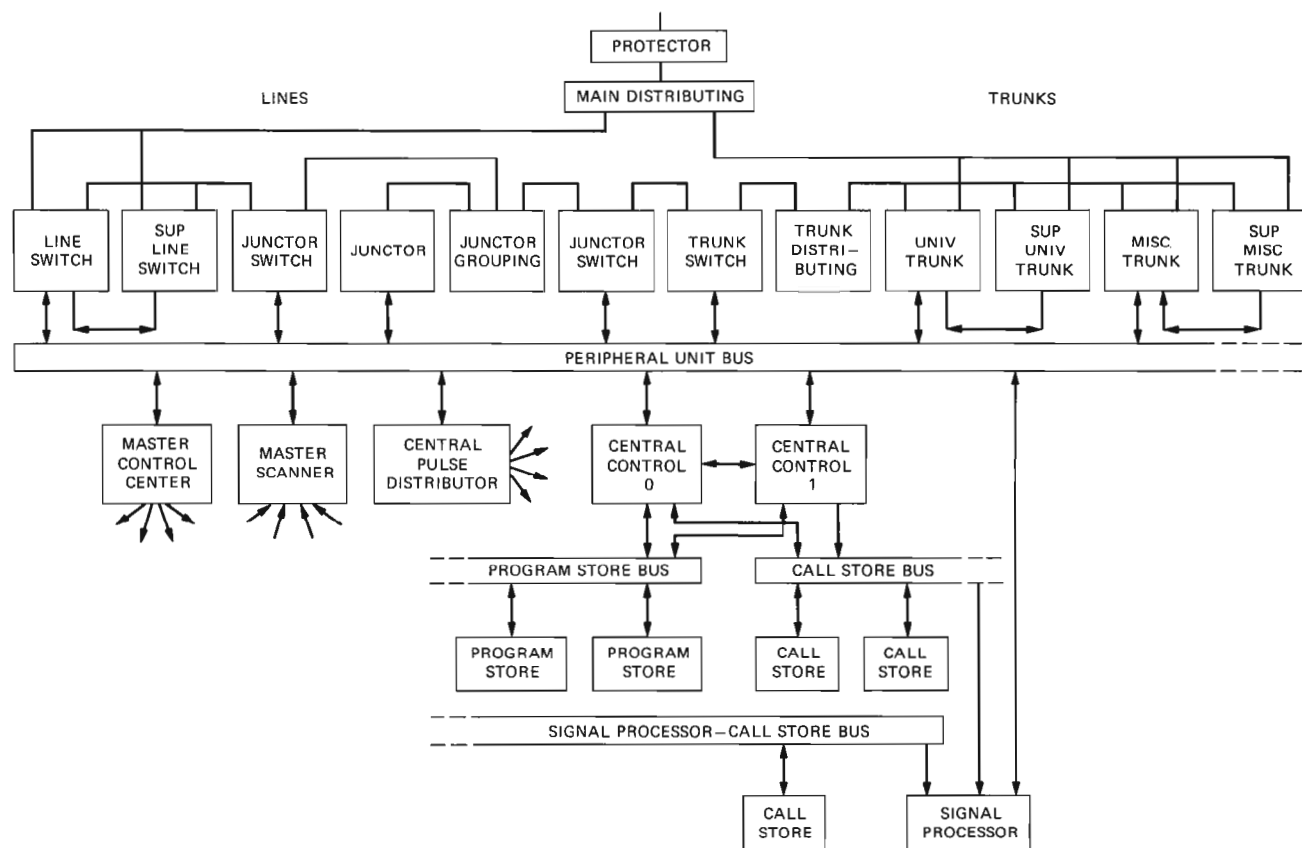 PROTECTOR
LINES
MAIN DISTRIBUTING
TRUNKS
LINE
SWITCH
SUP
LINE
SWITCH
JUNCTOR
SWITCH
JUNCTOR
JUNCTOR
GROUPING
JUNCTOR
SWITCH
TRUNK
SWITCH
TRUNK
DISTRI-
BUTING
UNIV
TRUNK
SUP
UNIV
TRUNK
MISC
TRUNK
SUP
MISC
TRUNK
PERIPHERAL UNIT BUS
MASTER
CONTROL
CENTER
MASTER
SCANNER
CENTRAL
PULSE
DISTRIBUTOR
CENTRAL
CONTROL
0
CENTRAL
CONTROL
1
PROGRAM STORE BUS
CALL STORE BUS
PROGRAM
STORE
PROGRAM
STORE
CALL
STORE
CALL
STORE
SIGNAL PROCESSOR–CALL STORE BUS
CALL
STORE
SIGNAL
PROCESSOR